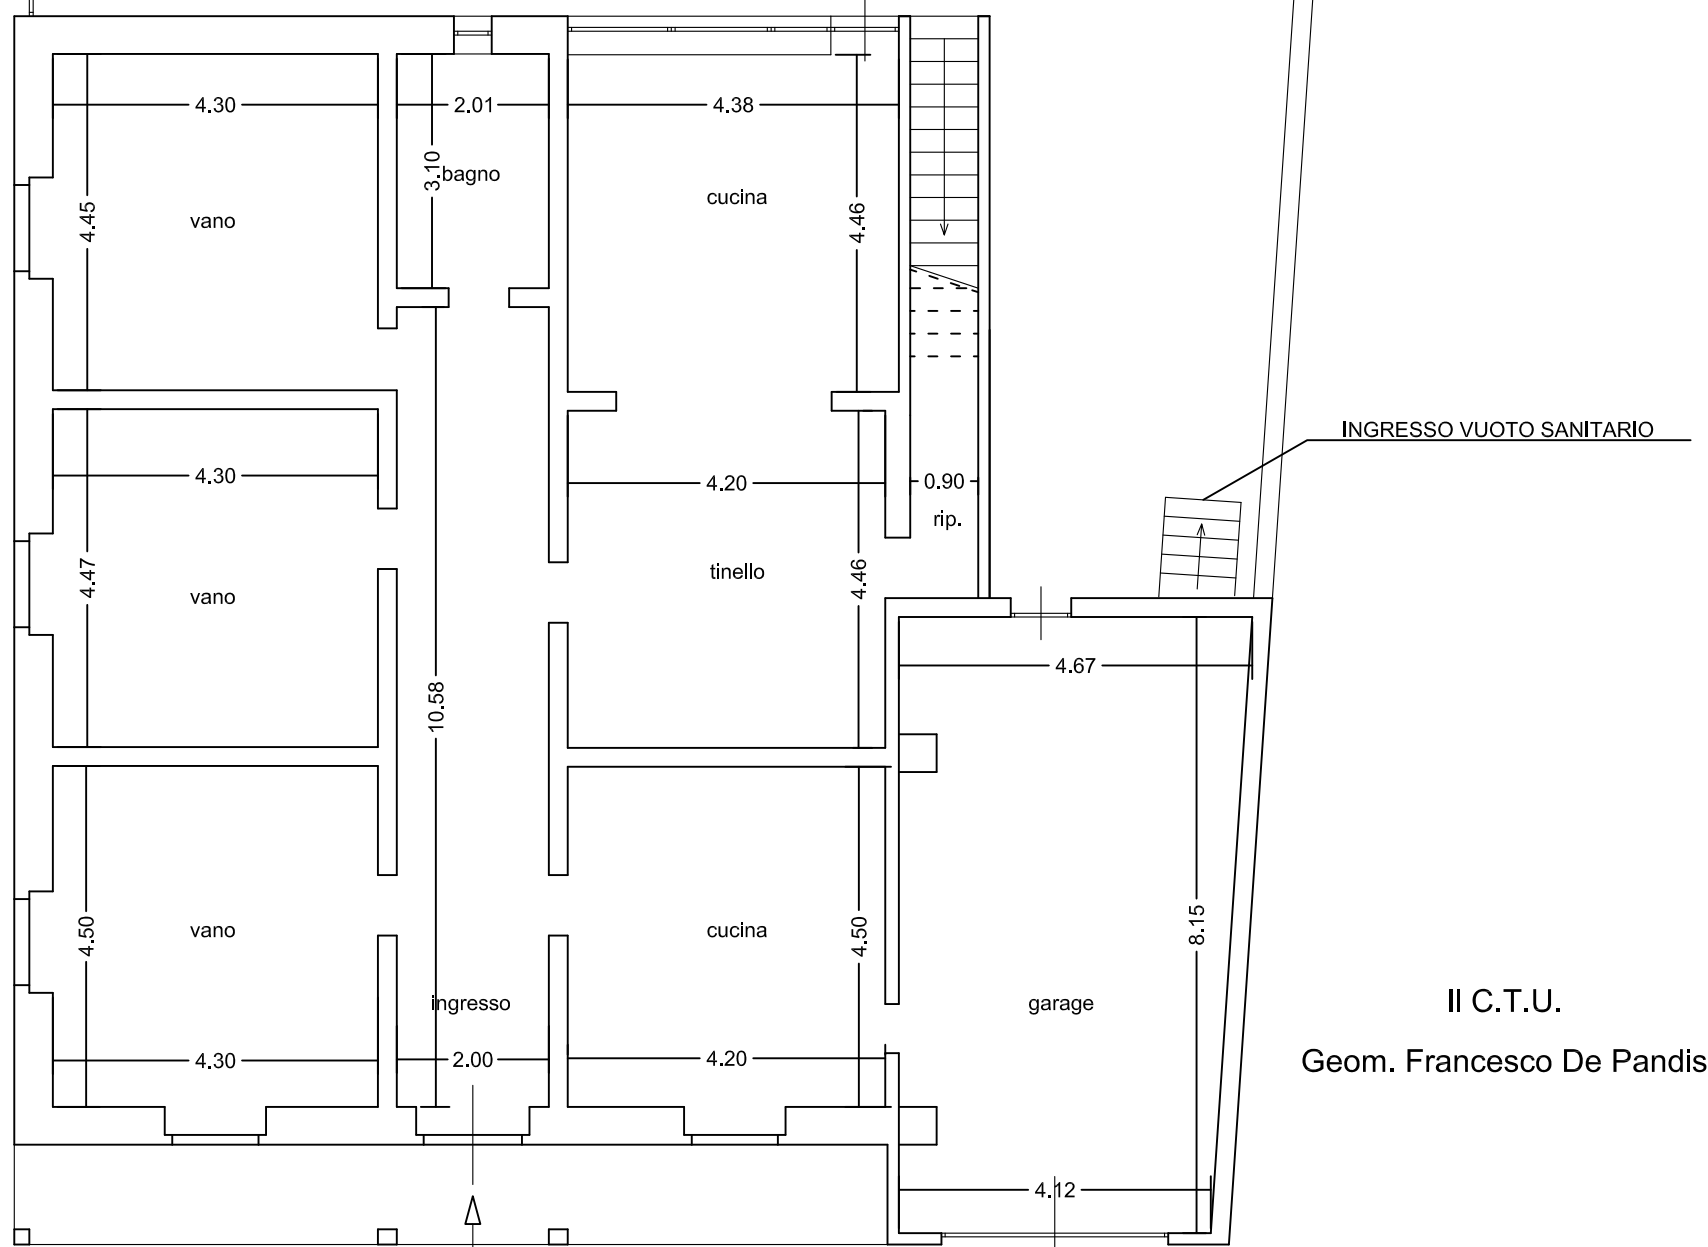 4.30
2.01
4.38
3.10
bagno
cucina
vano
4.45
4.46
INGRESSO VUOTO SANITARIO
4.30
4.20
0.90
rip.
4.47
4.46
tinello
vano
4.67
10.58
4.50
vano
cucina
4.50
8.15
ingresso
garage
II C.T.U.
4.30
2.00
4.20
Geom. Francesco De Pandis
4.12